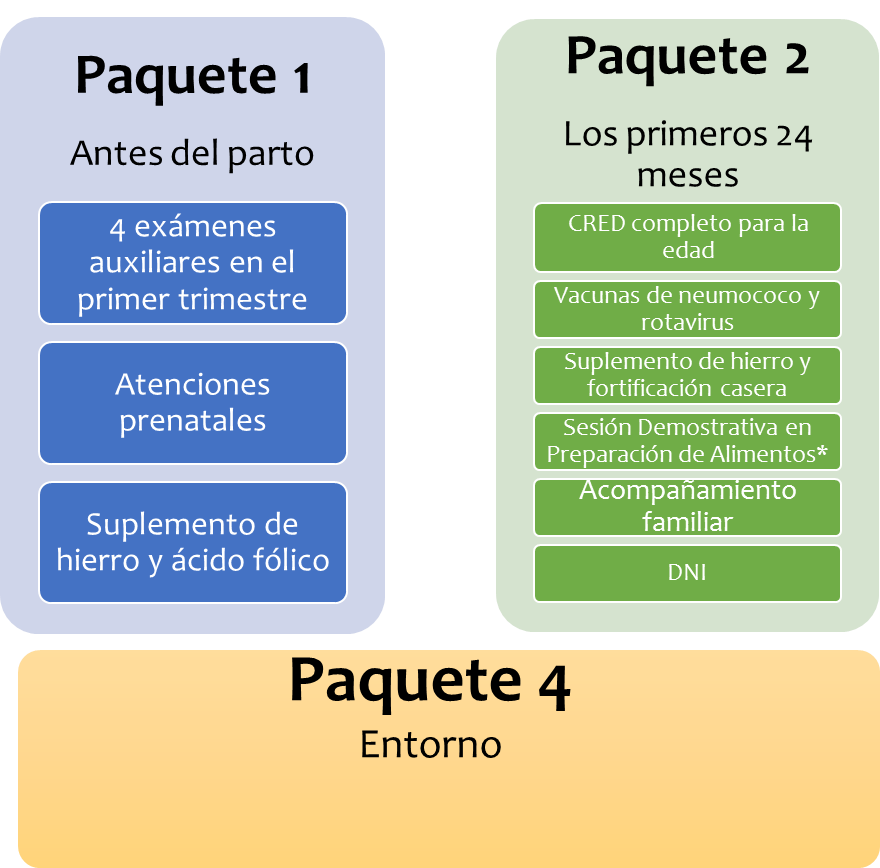 Paquete 1
Antes del parto
4 exámenes
auxiliares en el
primer trimestre
Atenciones
prenatales
Suplemento de
hierro y ácido fólico
Paquete 2
Los primeros 24
meses
CRED completo para la
edad
Vacunas de neumococo y
rotavirus
Suplemento de hierro y
fortificación casera
Sesión Demostrativa en
Preparación de Alimentos*
Acompañamiento
familiar
DNI
Paquete 4
Entorno